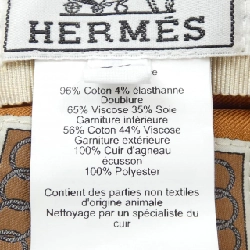 HERMES
96% Coton 4% élasthanne
Doublure
65% Viscose 35% Soie
Garniture intérieure
56% Coton 44% Viscose
Garniture extérieure
100% Cuir d'agneau
écusson
100% Polyester
Contient des parties non textiles
d'origine animale
Nettoyage par un spécialiste du
cuir